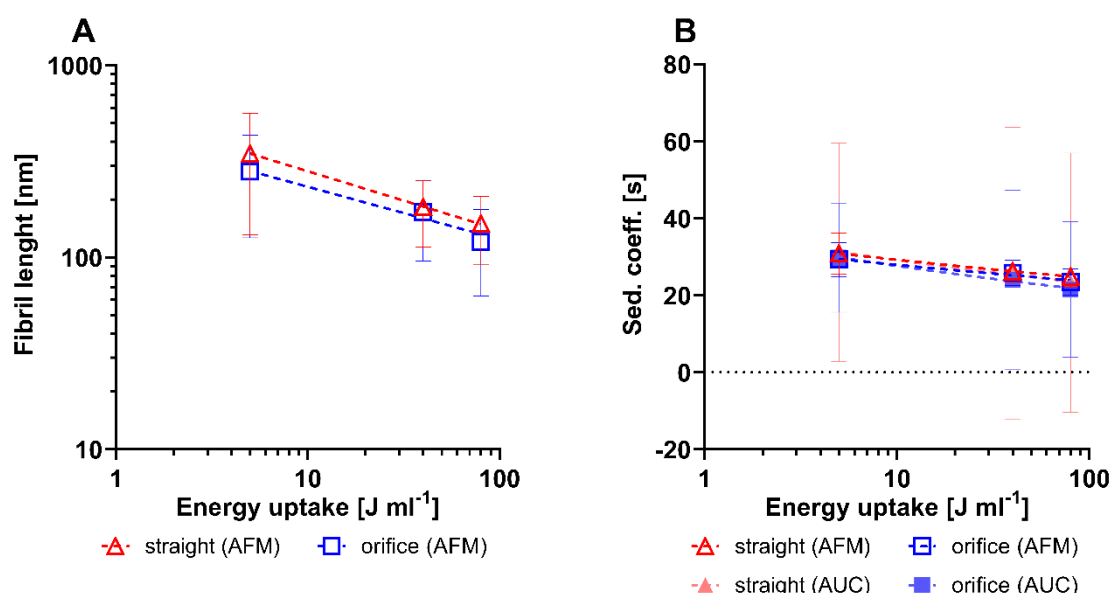 A
1000
100
10
Fibril lenght [nm]
1
10
100
Energy uptake [J ml⁻¹]
straight (AFM)
orifice (AFM)
B
80
60
40
20
0
-20
Sed. coeff. [s]
1
10
100
Energy uptake [J ml⁻¹]
straight (AFM)
orifice (AFM)
straight (AUC)
orifice (AUC)